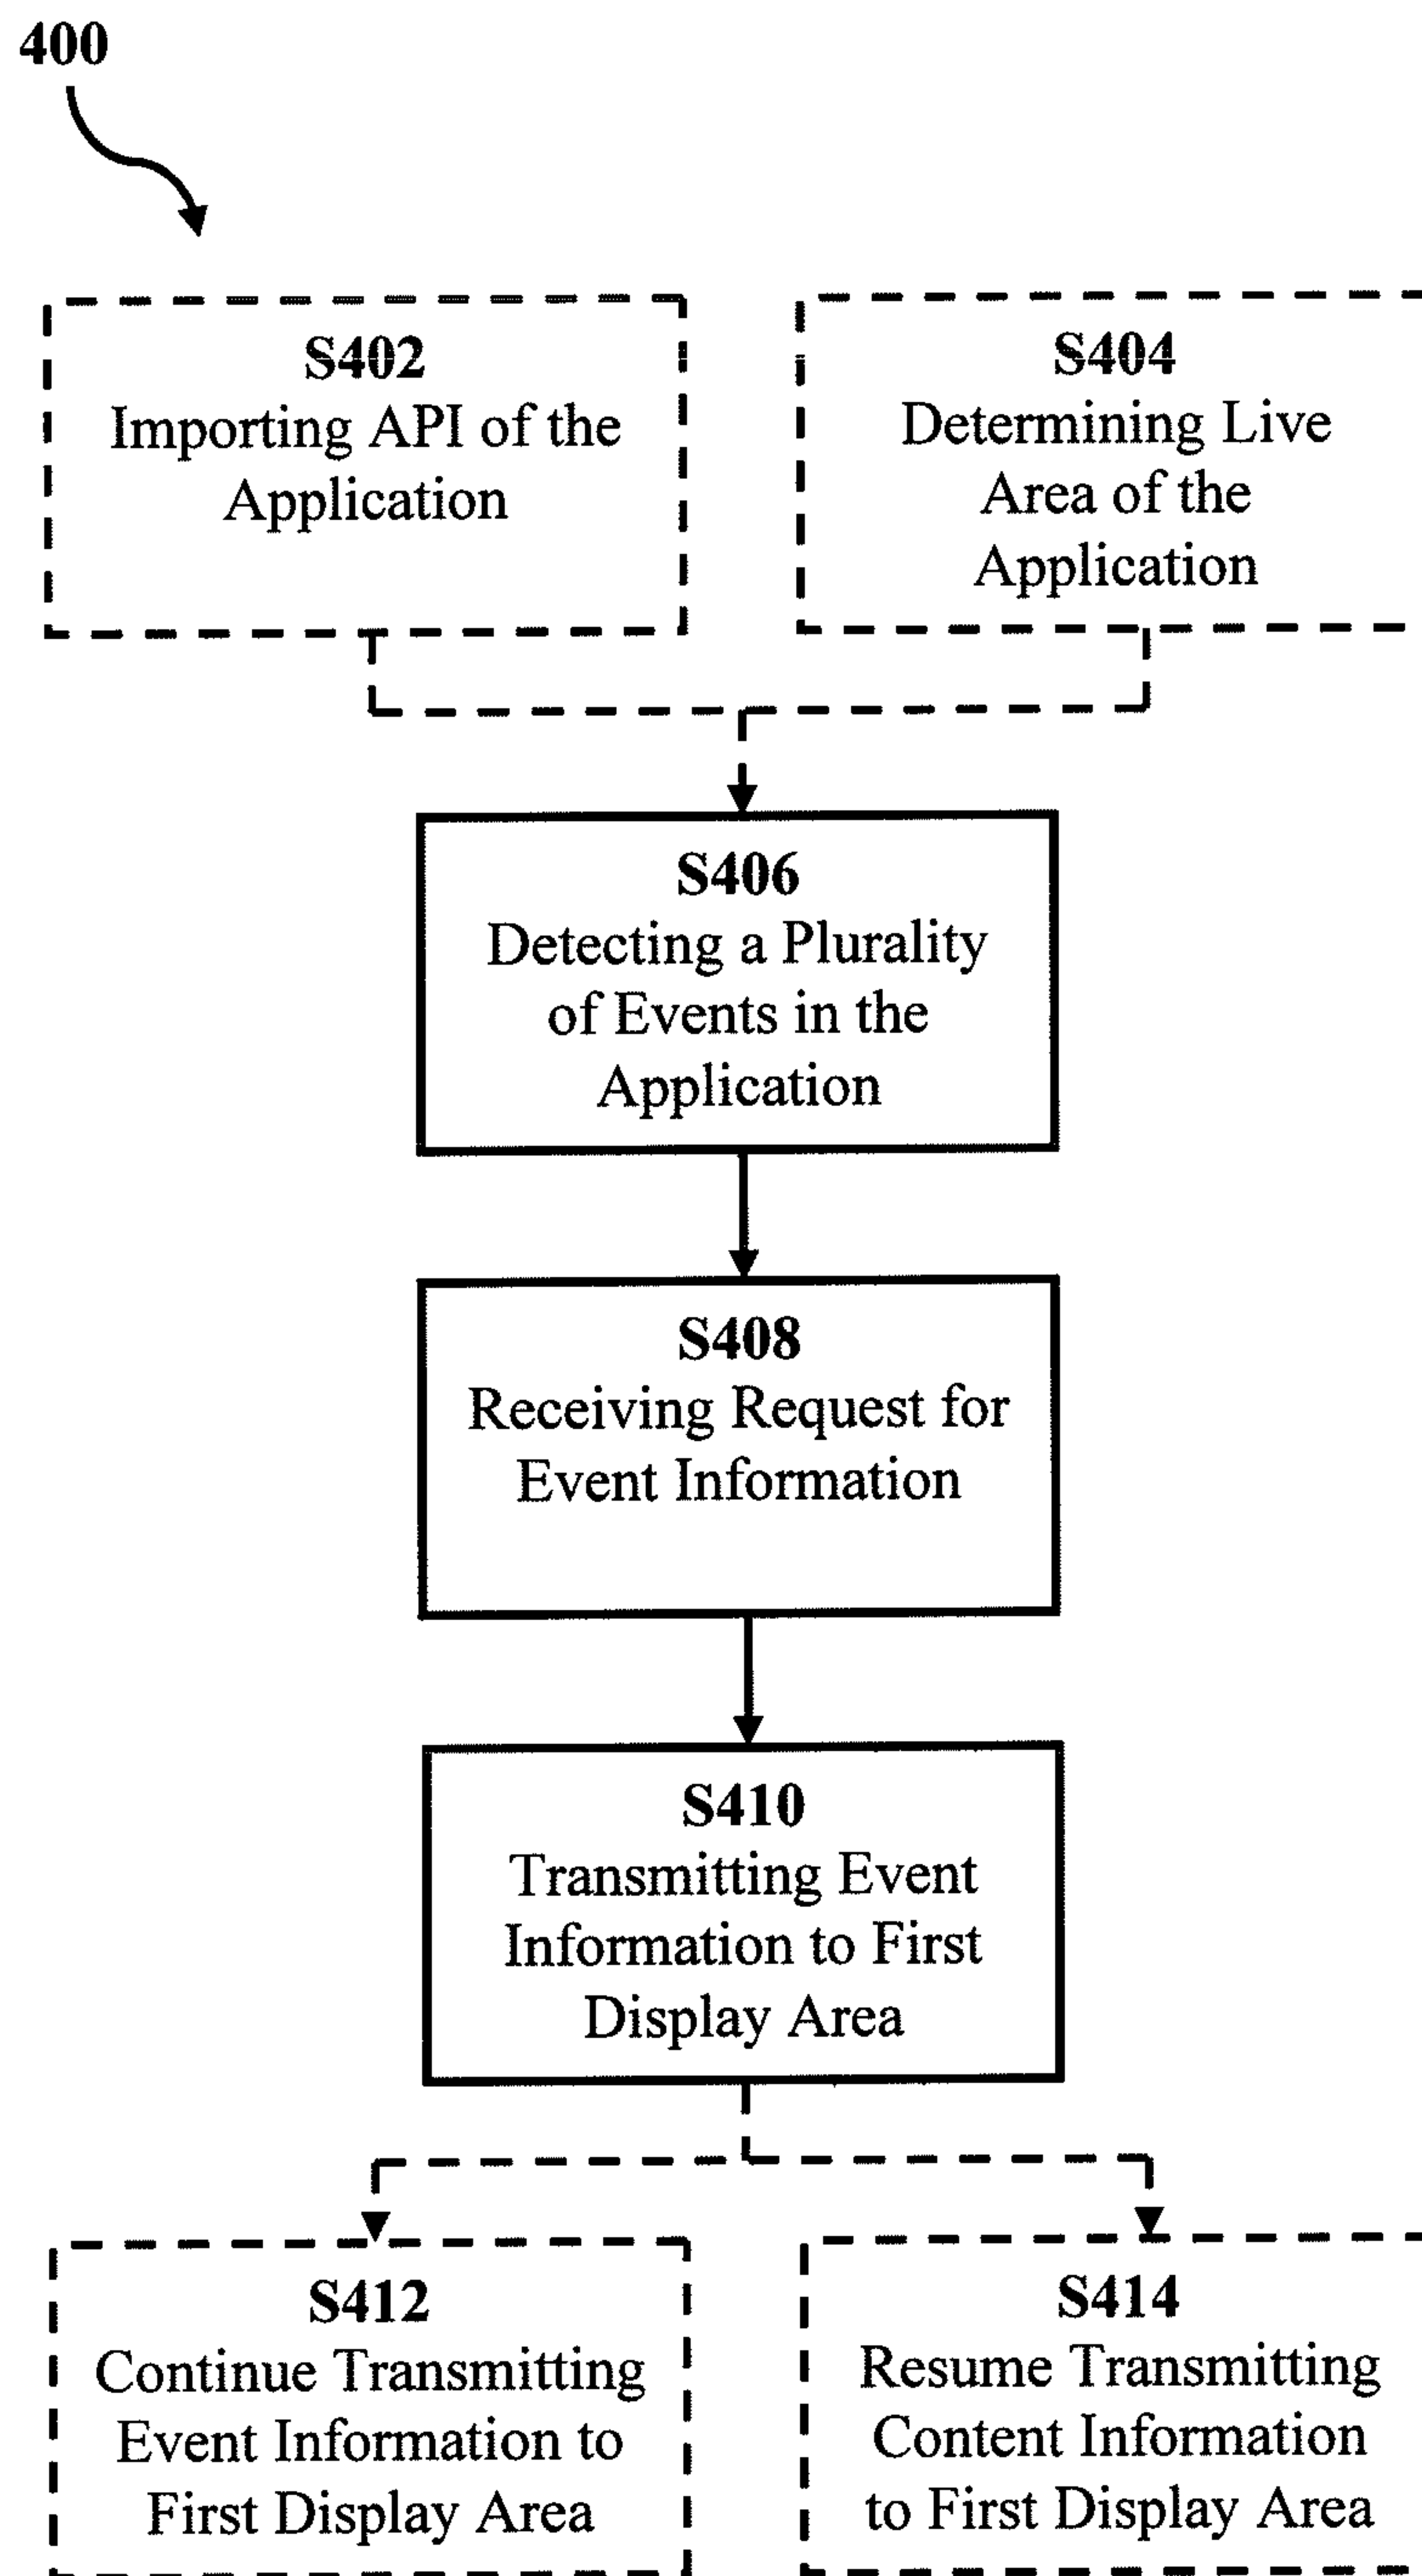 400
S402
Importing API of the
Application
S404
Determining Live
Area of the
Application
S406
Detecting a Plurality
of Events in the
Application
S408
Receiving Request for
Event Information
S410
Transmitting Event
Information to First
Display Area
S412
Continue Transmitting
Event Information to
First Display Area
S414
Resume Transmitting
Content Information
to First Display Area